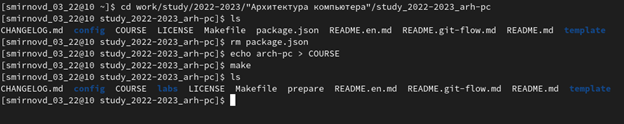 [smirnovd_03_22@10 ~]$ cd work/study/2022-2023/"Архитектура компьютера"/study_2022-2023_arh-pc
[smirnovd_03_22@10 study_2022-2023_arh-pc]$ ls
CHANGELOG.md config COURSE LICENSE Makefile package.json README.en.md README.git-flow.md README.md template
[smirnovd_03_22@10 study_2022-2023_arh-pc]$ rm package.json
[smirnovd_03_22@10 study_2022-2023_arh-pc]$ echo arch-pc > COURSE
[smirnovd_03_22@10 study_2022-2023_arh-pc]$ make
[smirnovd_03_22@10 study_2022-2023_arh-pc]$ ls
CHANGELOG.md config COURSE labs LICENSE Makefile prepare README.en.md README.git-flow.md README.md template
[smirnovd_03_22@10 study_2022-2023_arh-pc]$